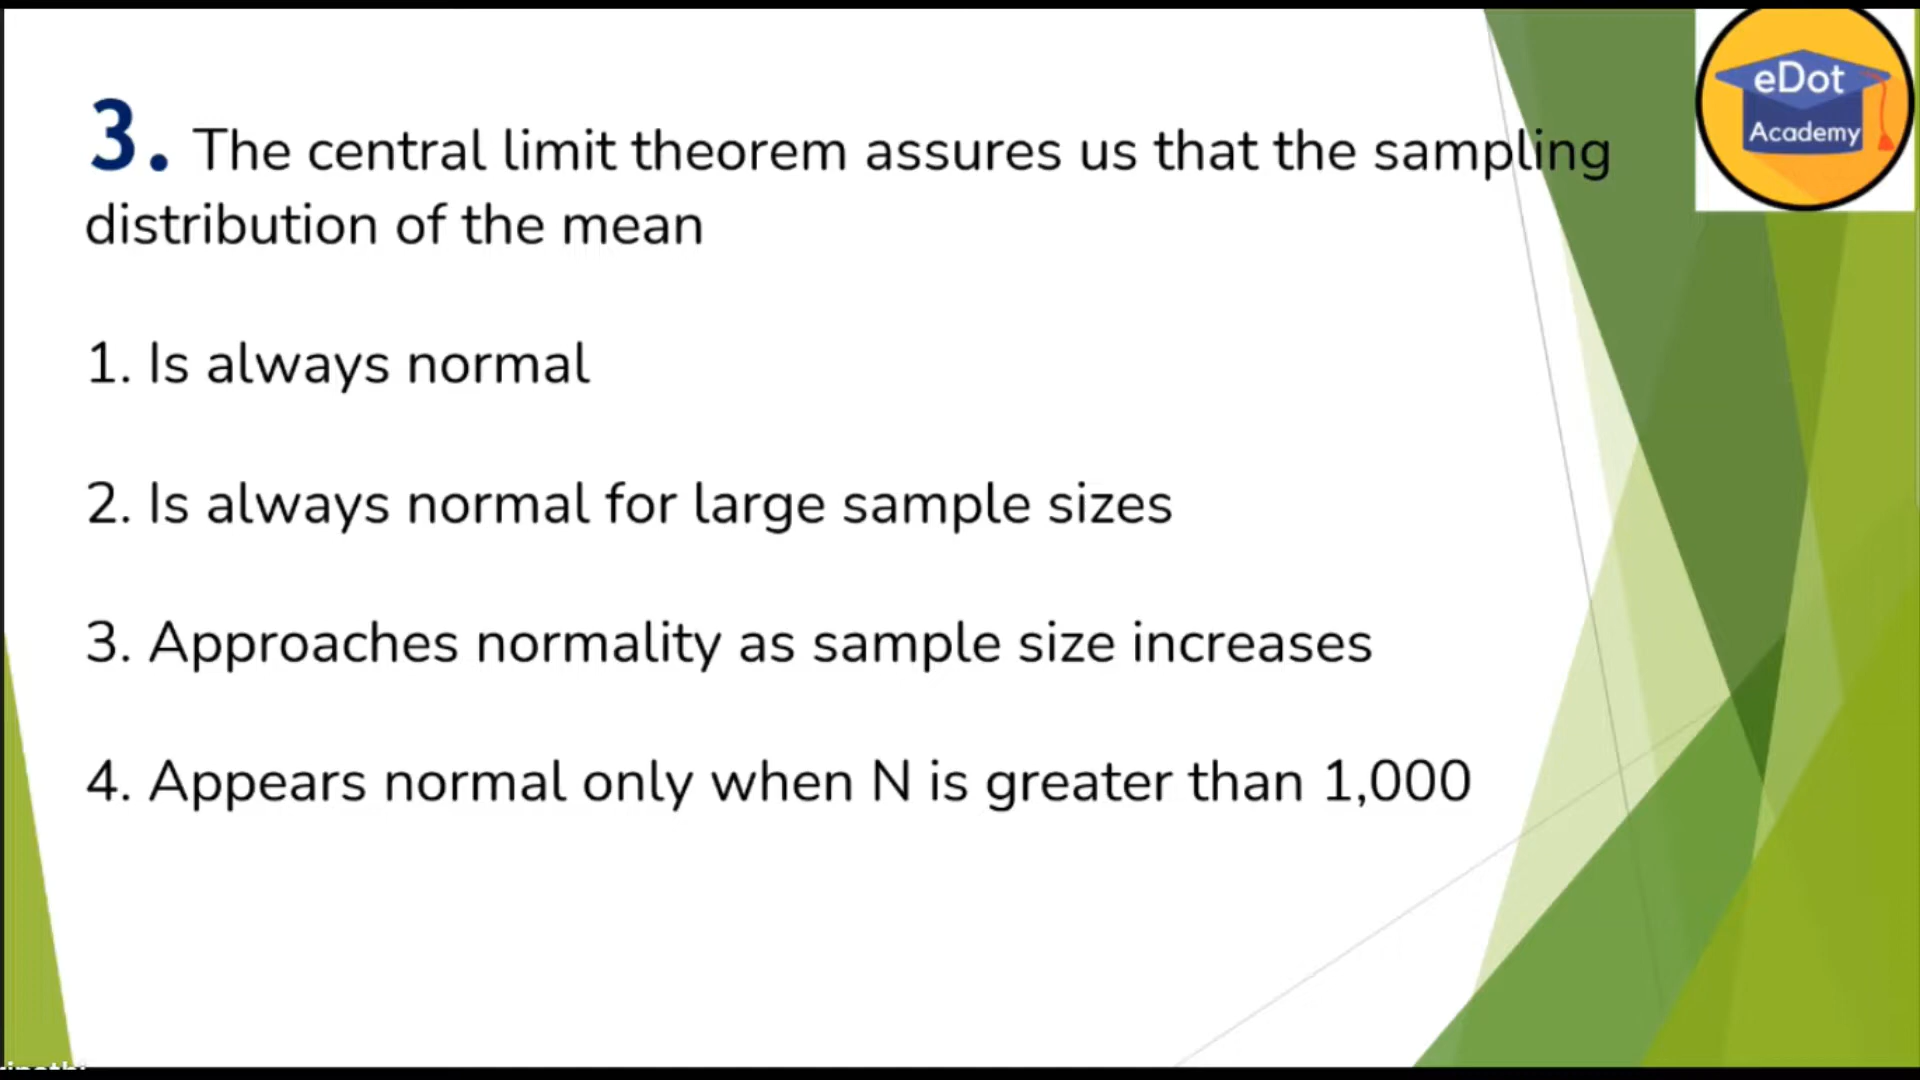 eDot
Academy
3. The central limit theorem assures us that the sampling
distribution of the mean
1. Is always normal
2. Is always normal for large sample sizes
3. Approaches normality as sample size increases
4. Appears normal only when N is greater than 1,000